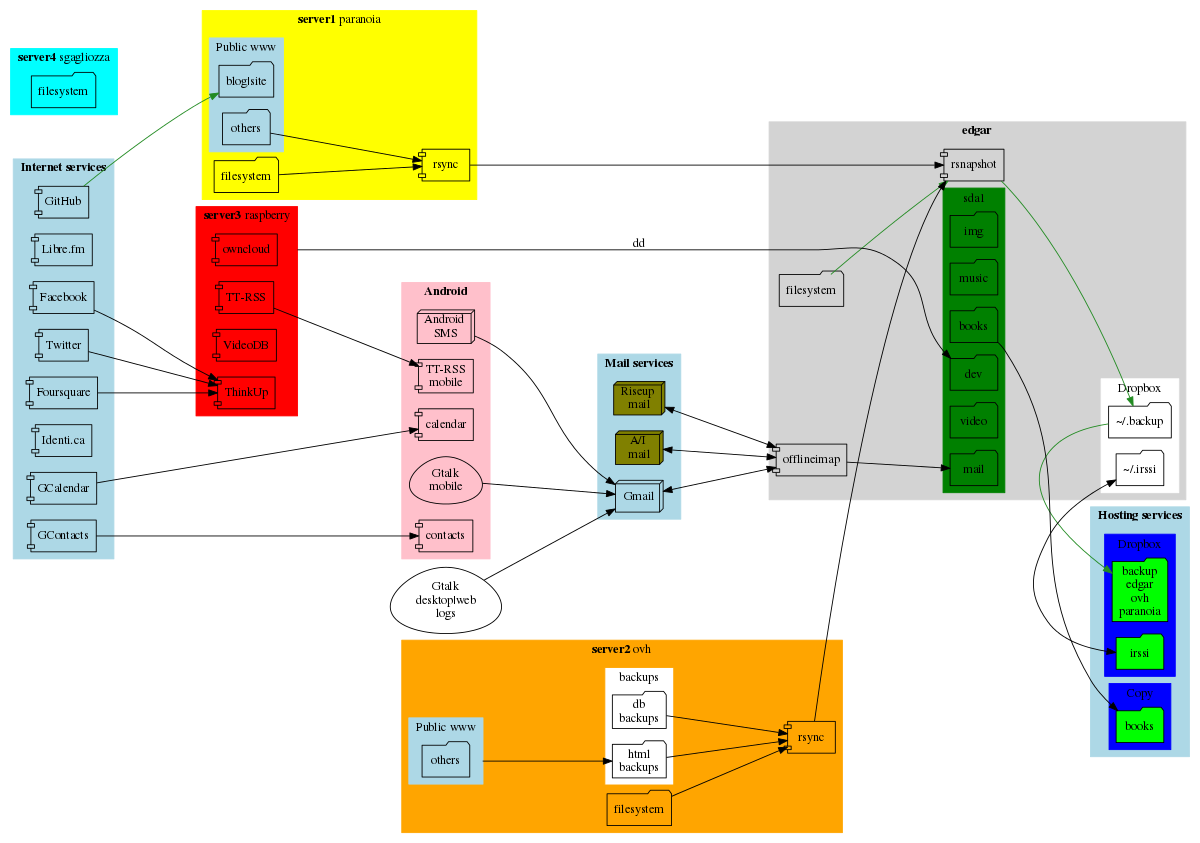 server4 sgagliozza
filesystem
Internet services
GitHub
Libre.fm
Facebook
Twitter
Foursquare
Identi.ca
GCalendar
GContacts
server1 paranoia
Public www
blog|site
others
filesystem
rsync
server3 raspberry
owncloud
TT-RSS
VideoDB
ThinkUp
dd
Android
Android
SMS
TT-RSS
mobile
calendar
Gtalk
mobile
contacts
Gtalk
desktop|web
logs
Mail services
Riseup
mail
A/I
mail
Gmail
server2 ovh
Public www
others
backups
db
backups
html
backups
filesystem
rsync
edgar
rsnapshot
filesystem
offlineimap
sda1
img
music
books
dev
video
mail
Dropbox
~/.backup
~/.irssi
Hosting services
Dropbox
backup
edgar
ovh
paranoia
irssi
Copy
books